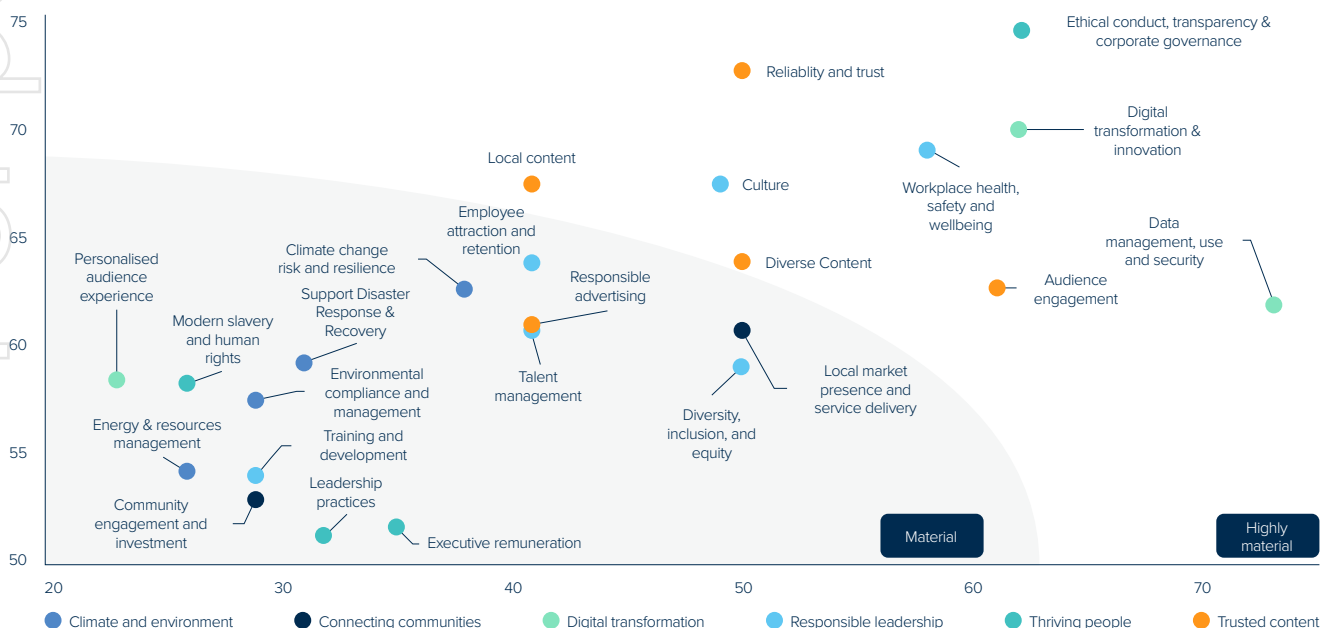 75
Ethical conduct, transparency &
corporate governance
Reliablity and trust
70
Digital
transformation &
innovation
Local content
Culture
Workplace health,
safety and
wellbeing
65
Employee
attraction and
retention
Data
management, use
and security
Personalised
audience
experience
Climate change
risk and resilience
Diverse Content
Responsible
advertising
Audience
engagement
Support Disaster
Response &
Recovery
Modern slavery
and human
rights
60
Environmental
compliance and
management
Talent
management
Local market
presence and
service delivery
Diversity,
inclusion, and
equity
Energy & resources
management
55
Training and
development
Leadership
practices
Community
engagement and
investment
Executive remuneration
Material
Highly
material
50
20 30 40 50 60 70
Climate and environment Connecting communities Digital transformation Responsible leadership Thriving people Trusted content